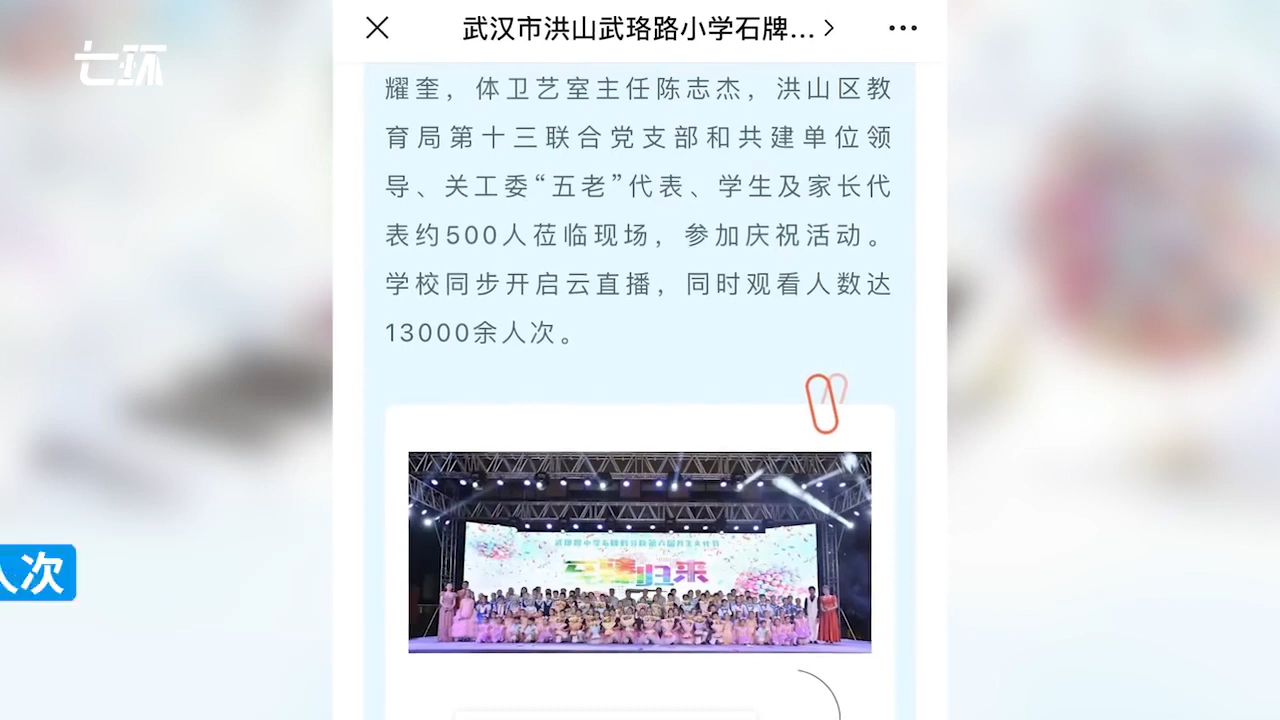 七环
武汉市洪山武珞路小学石牌...
耀奎，体卫艺室主任陈志杰，洪山区教
育局第十三联合党支部和共建单位领
导、关工委“五老”代表、学生及家长代
表约500人莅临现场，参加庆祝活动。
学校同步开启云直播，同时观看人数达
13000余人次。
归来
人次